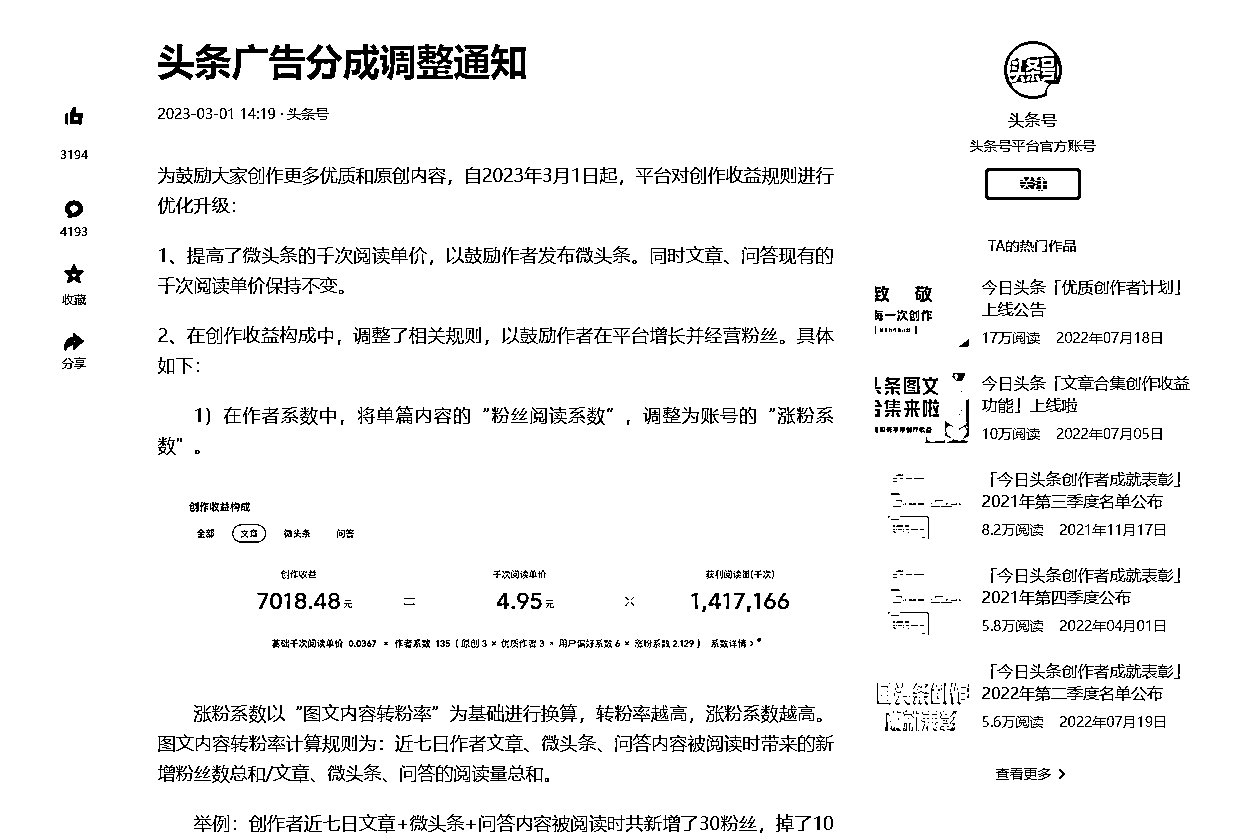 头条广告分成调整通知
2023-03-01 14:19 · 头条号
3194
4193
收藏
分享
为鼓励大家创作更多优质和原创内容，自2023年3月1日起，平台对创作收益规则进行
优化升级：
1、提高了微头条的千次阅读单价，以鼓励作者发布微头条。同时文章、问答现有的
千次阅读单价保持不变。
2、在创作收益构成中，调整了相关规则，以鼓励作者在平台增长并经营粉丝。具体
如下：
1）在作者系数中，将单篇内容的“粉丝阅读系数”，调整为账号的“涨粉系
数”。
创作收益构成
全部 文章 微头条 问答
创作收益 千次阅读单价 获利阅读量(千次)
7018.48元 = 4.95元 × 1,417,166
基础千次阅读单价 0.0367 × 作者系数 135（原创 3 × 优质作者 3 × 用户偏好系数 6 × 涨粉系数 2.129） 系数详情 >
涨粉系数以“图文内容转粉率”为基础进行换算，转粉率越高，涨粉系数越高。
图文内容转粉率计算规则为：近七日作者文章、微头条、问答内容被阅读时带来的新
增粉丝数总和/文章、微头条、问答的阅读量总和。
举例：创作者近七日文章+微头条+问答内容被阅读时共新增了30粉丝，掉了10
头条号
头条号
头条号平台官方账号
关注
TA的热门作品
致 敬
每一次创作
今日头条「优质创作者计划」
上线公告
17万阅读 2022年07月18日
头条图文
合集来啦
今日头条「文章合集创作收益
功能」上线啦
10万阅读 2022年07月05日
「今日头条创作者成就表彰」
2021年第三季度名单公布
8.2万阅读 2021年11月17日
「今日头条创作者成就表彰」
2021年第四季度公布
5.8万阅读 2022年04月01日
「今日头条创作者成就表彰」
2022年第二季度名单公布
5.6万阅读 2022年07月19日
查看更多 >